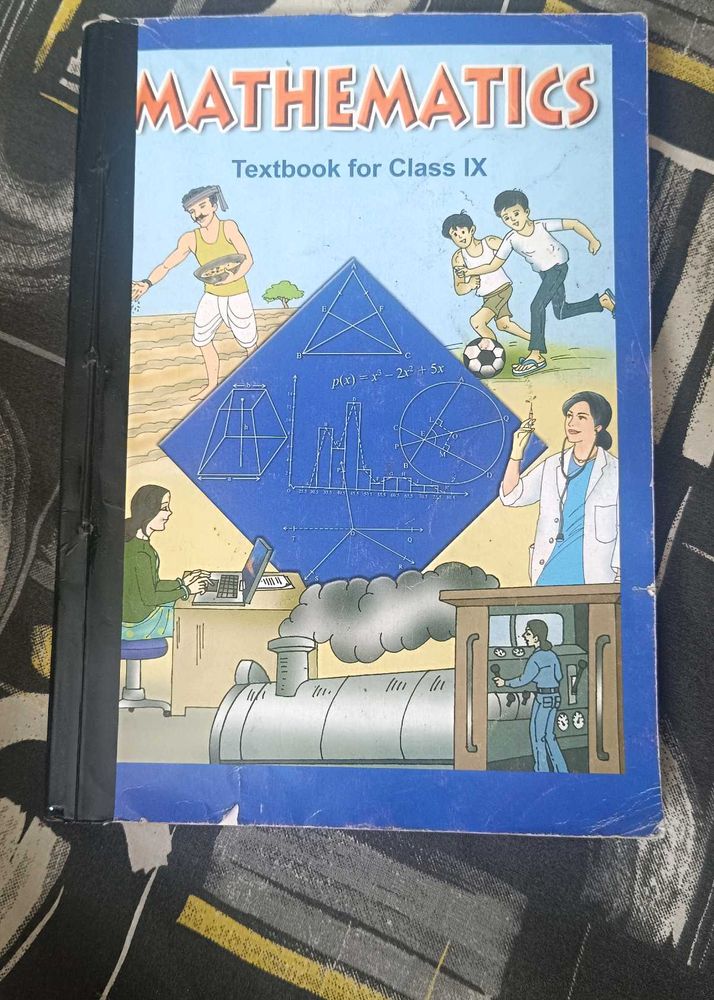 MATHEMATICS
Textbook for Class IX
A
E F
B C
p(x) = x³ – 2x² + 5x
b
h
a
A
Q
C
P
E
L
O
M
B
D
O
T Q
S R